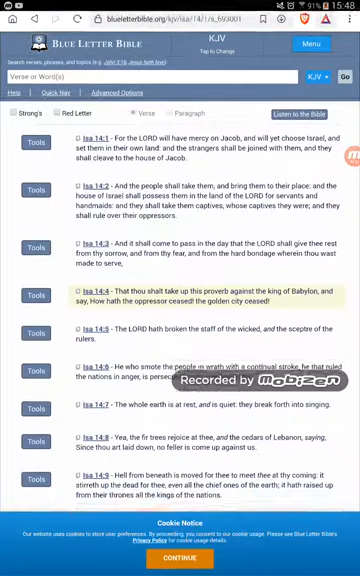 91% 15:48
blueletterbible.org/kjv/isa/14/1/s_693001
BLUE LETTER BIBLE
KJV
Tap to Change
Menu
Search verses, phrases, and topics (e.g. John 3:16, Jesus faith love)
Verse or Word(s)
KJV
Go
Help Quick Nav Advanced Options
Strong's Red Letter Verse Paragraph Listen to the Bible
Tools
Isa 14:1 - For the LORD will have mercy on Jacob, and will yet choose Israel, and
set them in their own land: and the strangers shall be joined with them, and they
shall cleave to the house of Jacob.
Tools
Isa 14:2 - And the people shall take them, and bring them to their place: and the
house of Israel shall possess them in the land of the LORD for servants and
handmaids: and they shall take them captives, whose captives they were; and they
shall rule over their oppressors.
Tools
Isa 14:3 - And it shall come to pass in the day that the LORD shall give thee rest
from thy sorrow, and from thy fear, and from the hard bondage wherein thou wast
made to serve,
Tools
Isa 14:4 - That thou shalt take up this proverb against the king of Babylon, and
say, How hath the oppressor ceased! the golden city ceased!
Tools
Isa 14:5 - The LORD hath broken the staff of the wicked, and the sceptre of the
rulers.
Tools
Isa 14:6 - He who smote the people in wrath with a continual stroke, he that ruled
the nations in anger, is persec
Recorded by mobizen
Tools
Isa 14:7 - The whole earth is at rest, and is quiet: they break forth into singing.
Tools
Isa 14:8 - Yea, the fir trees rejoice at thee, and the cedars of Lebanon, saying,
Since thou art laid down, no feller is come up against us.
Tools
Isa 14:9 - Hell from beneath is moved for thee to meet thee at thy coming: it
stirreth up the dead for thee, even all the chief ones of the earth; it hath raised up
from their thrones all the kings of the nations.
Cookie Notice
Our website uses cookies to store user preferences. By proceeding, you consent to our cookie usage. Please see Blue Letter Bible's
Privacy Policy for cookie usage details.
CONTINUE